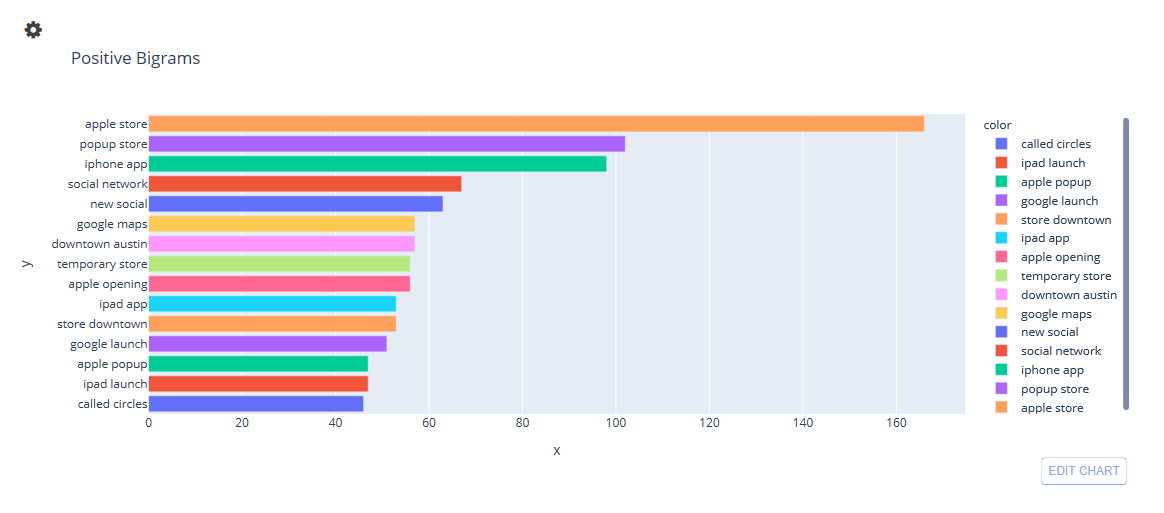 Positive Bigrams
apple store
popup store
iphone app
social network
new social
google maps
downtown austin
temporary store
apple opening
ipad app
store downtown
google launch
apple popup
ipad launch
called circles
y
0 20 40 60 80 100 120 140 160
x
color
called circles
ipad launch
apple popup
google launch
store downtown
ipad app
apple opening
temporary store
downtown austin
google maps
new social
social network
iphone app
popup store
apple store
EDIT CHART